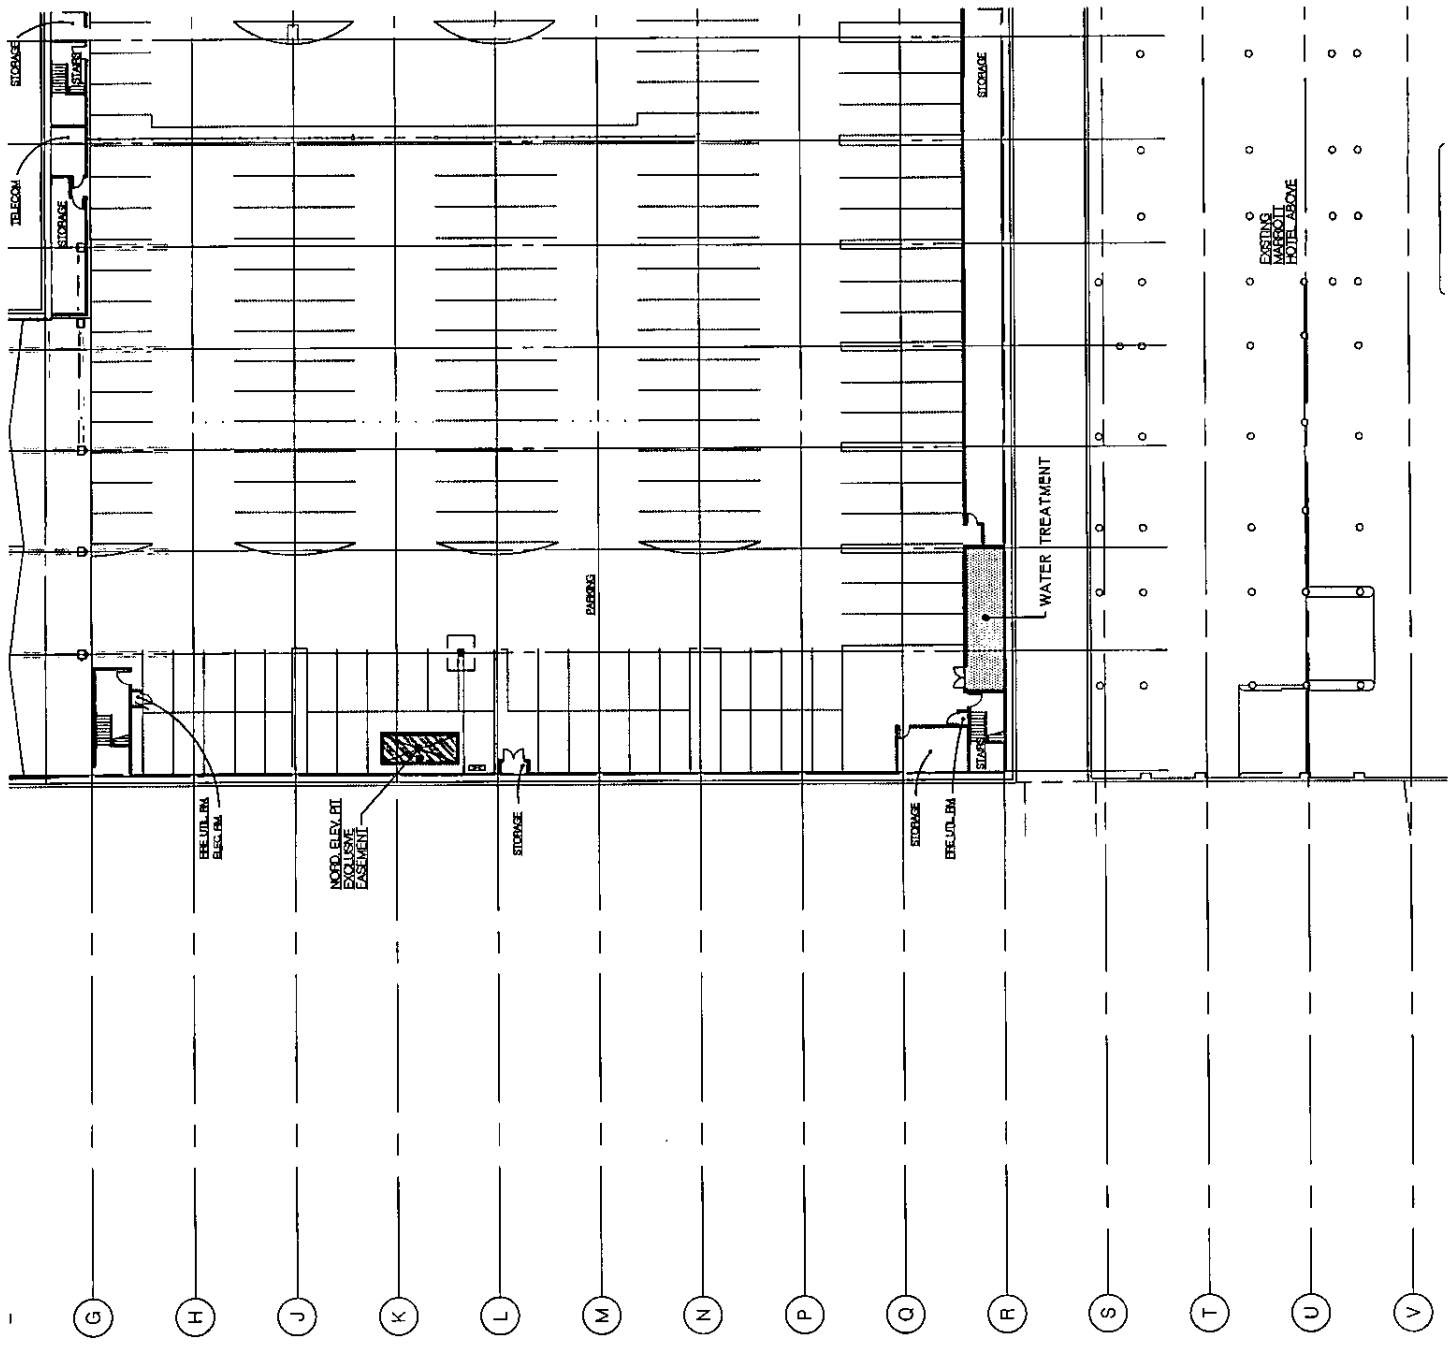 STORAGE
STAIRS
TELECOM
STORAGE
STORAGE
EXISTING
MARRIOTT
HOTEL ABOVE
WATER TREATMENT
PARKING
STAIRS
FIRE UTIL. RM.
ELEC. RM.
NORD. ELEV. PIT
EXCLUSIVE
EASEMENT
STORAGE
STORAGE
FIRE UTIL. RM.
G
H
J
K
L
M
N
P
Q
R
S
T
U
V